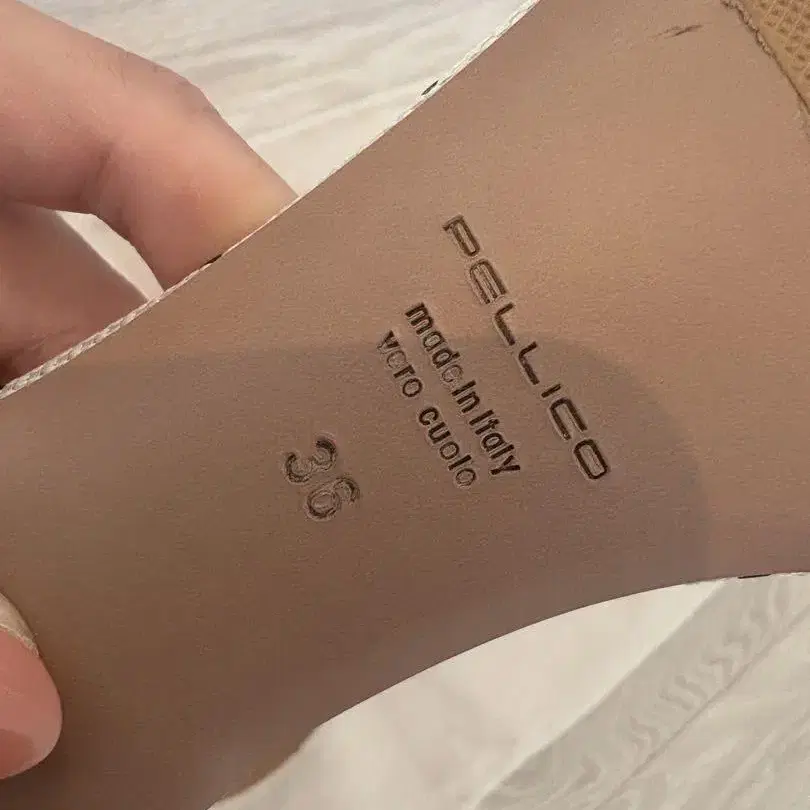 PELLICO
made in Italy
vero cuoio
36